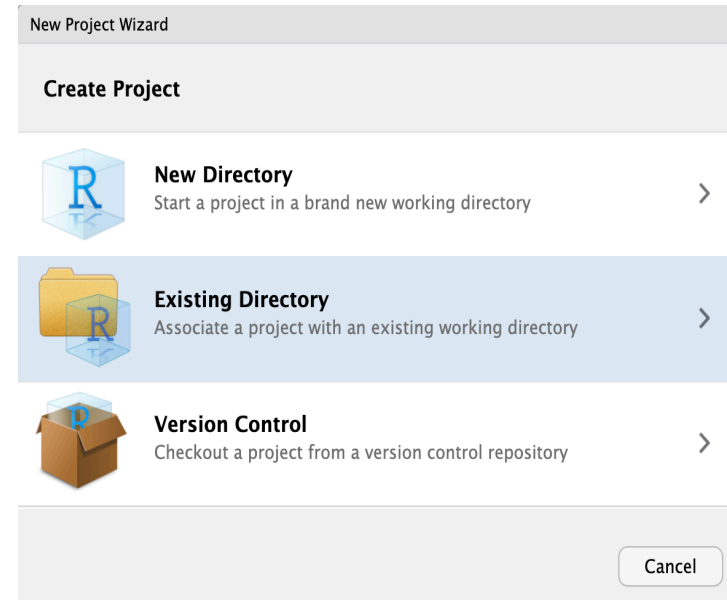 New Project Wizard
Create Project
R
New Directory
Start a project in a brand new working directory
R
Existing Directory
Associate a project with an existing working directory
R
Version Control
Checkout a project from a version control repository
Cancel